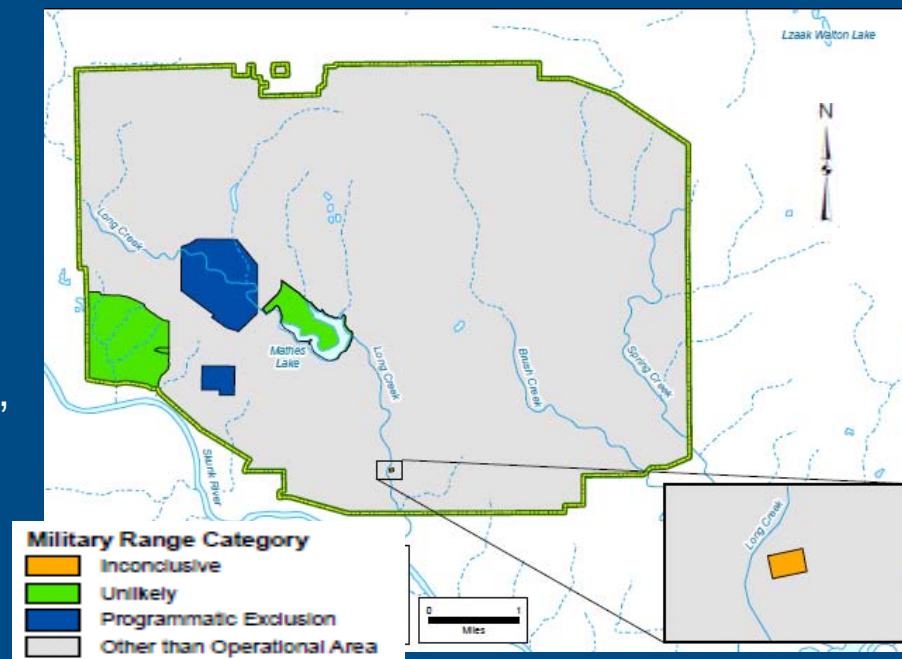 Lzaak Walton Lake
N
Long Creek
Mathes
Lake
Long Creek
Brush Creek
Spring Creek
,
Skunk River
Long Creek
Military Range Category
Inconclusive
Unlikely
Programmatic Exclusion
Other than Operational Area
0 1
Miles